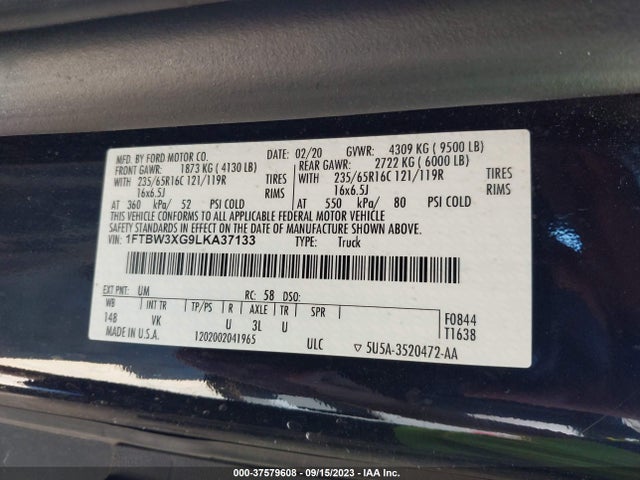 MFD. BY FORD MOTOR CO. DATE: 02/20 GVWR: 4309 KG ( 9500 LB)
FRONT GAWR: 1873 KG ( 4130 LB) REAR GAWR: 2722 KG ( 6000 LB)
WITH 235/65R16C 121/119R TIRES WITH 235/65R16C 121/119R TIRES
16x6.5J 16x6.5J
AT 360 kPa/ 52 PSI COLD AT 550 kPa/ 80 PSI COLD
THIS VEHICLE CONFORMS TO ALL APPLICABLE FEDERAL MOTOR VEHICLE
SAFETY STANDARDS IN EFFECT ON THE DATE OF MANUFACTURE SHOWN ABOVE.
VIN: 1FTBW3XG9LKA37133 TYPE: Truck
EXT PNT: UM RC: 58 DSO:
WB INT TR TP/PS R AXLE TR SPR F0844
148 VK U 3L U T1638
MADE IN U.S.A. 1202002041965 ULC ▽ 5U5A-3520472-AA
000-37579608 - 09/15/2023 - IAA Inc.